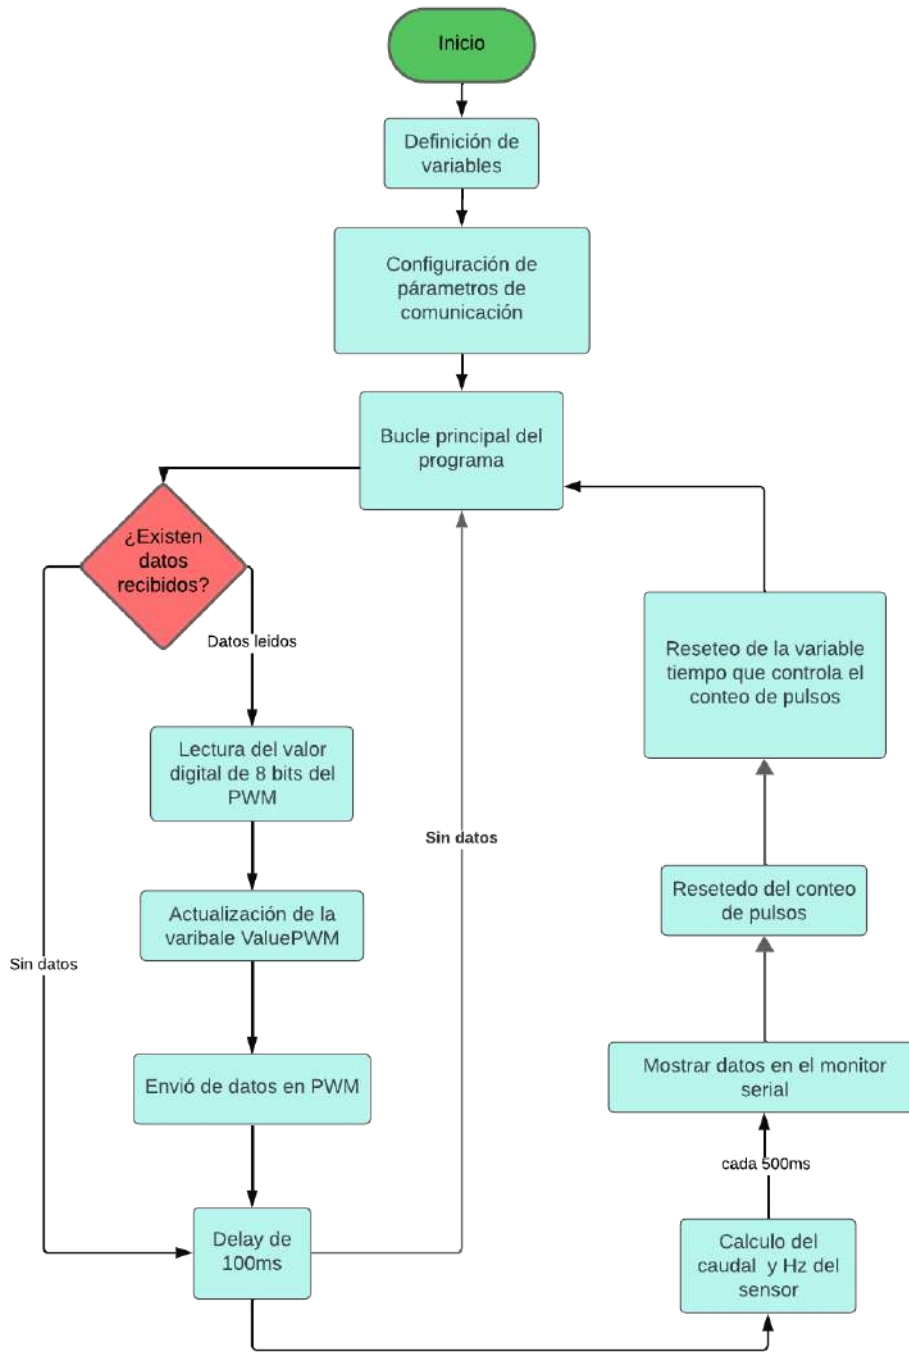 Inicio
Definición de
variables
Configuración de
párametros de
comunicación
Bucle principal del
programa
¿Existen
datos
recibidos?
Datos leidos
Lectura del valor
digital de 8 bits del
PWM
Actualización de la
varibale ValuePWM
Sin datos
Envió de datos en PWM
Delay de
100ms
Sin datos
Reseteo de la variable
tiempo que controla el
conteo de pulsos
Resetedo del conteo
de pulsos
Mostrar datos en el monitor
serial
cada 500ms
Calculo del
caudal y Hz del
sensor